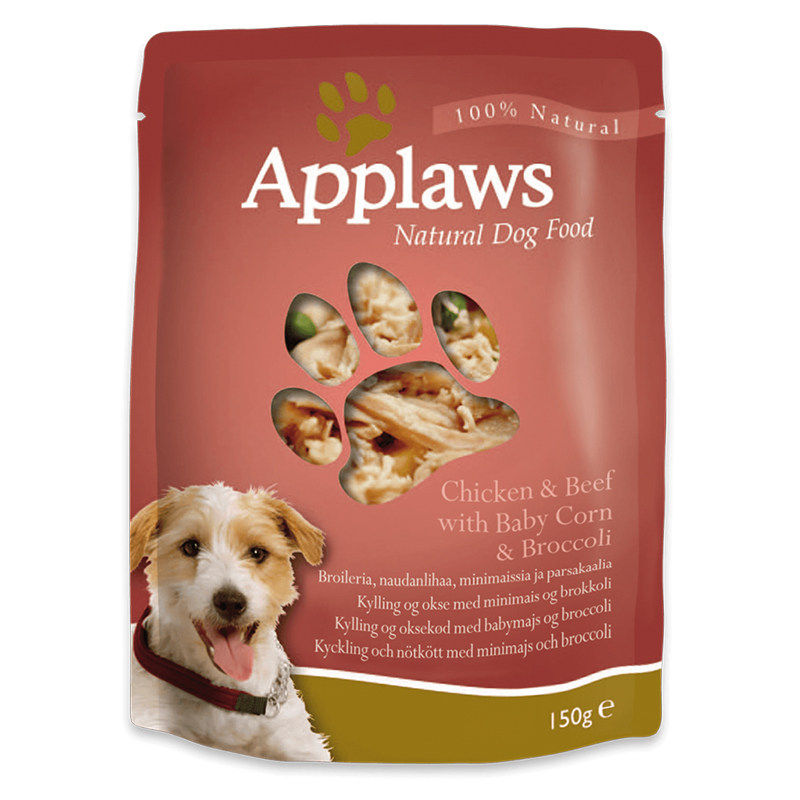 100% Natural
Applaws
Natural Dog Food
Chicken & Beef
with Baby Corn
& Broccoli
Broileria, naudanlihaa, minimaissia ja parsakaalia
Kylling og okse med minimais og brokkoli
Kylling og oksekød med babymajs og broccoli
Kyckling och nötkött med minimajs och broccoli
150g e